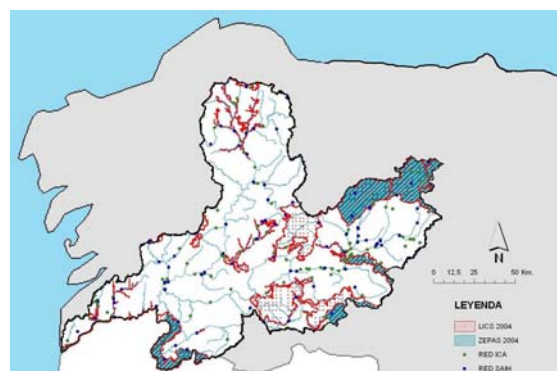 N
0 12,5 25 50 Km.
LEYENDA
LICS 2004
ZEPAS 2004
RED ICA
RED SAIH